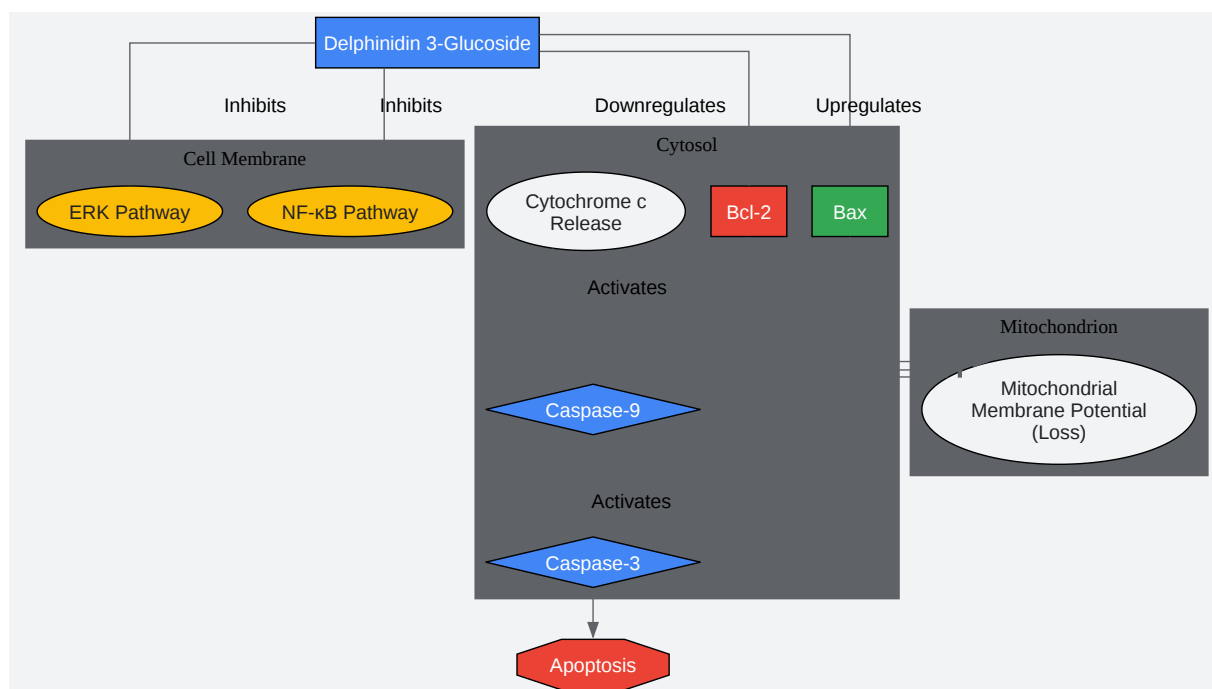 Delphinidin 3-Glucoside
Inhibits
Inhibits
Downregulates
Upregulates
Cell Membrane
ERK Pathway
NF-κB Pathway
Cytosol
Cytochrome c
Release
Bcl-2
Bax
Activates
Mitochondrion
Mitochondrial
Membrane Potential
(Loss)
Caspase-9
Activates
Caspase-3
Apoptosis